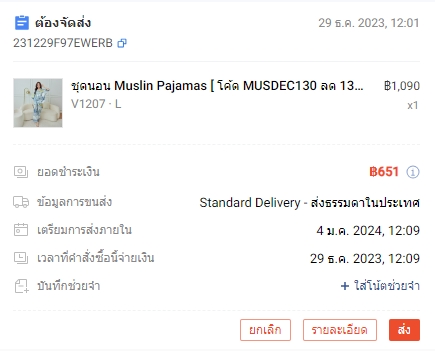 ต้องจัดส่ง
29 ธ.ค. 2023, 12:01
231229F97EWERB
ชุดนอน Muslin Pajamas [ โค้ด MUSDEC130 ลด 13...
฿1,090
V1207 · L
x1
ยอดชำระเงิน
฿651
ข้อมูลการขนส่ง
Standard Delivery - ส่งธรรมดาในประเทศ
เตรียมการส่งภายใน
4 ม.ค. 2024, 12:09
เวลาที่คำสั่งซื้อนี้จ่ายเงิน
29 ธ.ค. 2023, 12:09
บันทึกช่วยจำ
+ ใส่โน้ตช่วยจำ
ยกเลิก
รายละเอียด
ส่ง